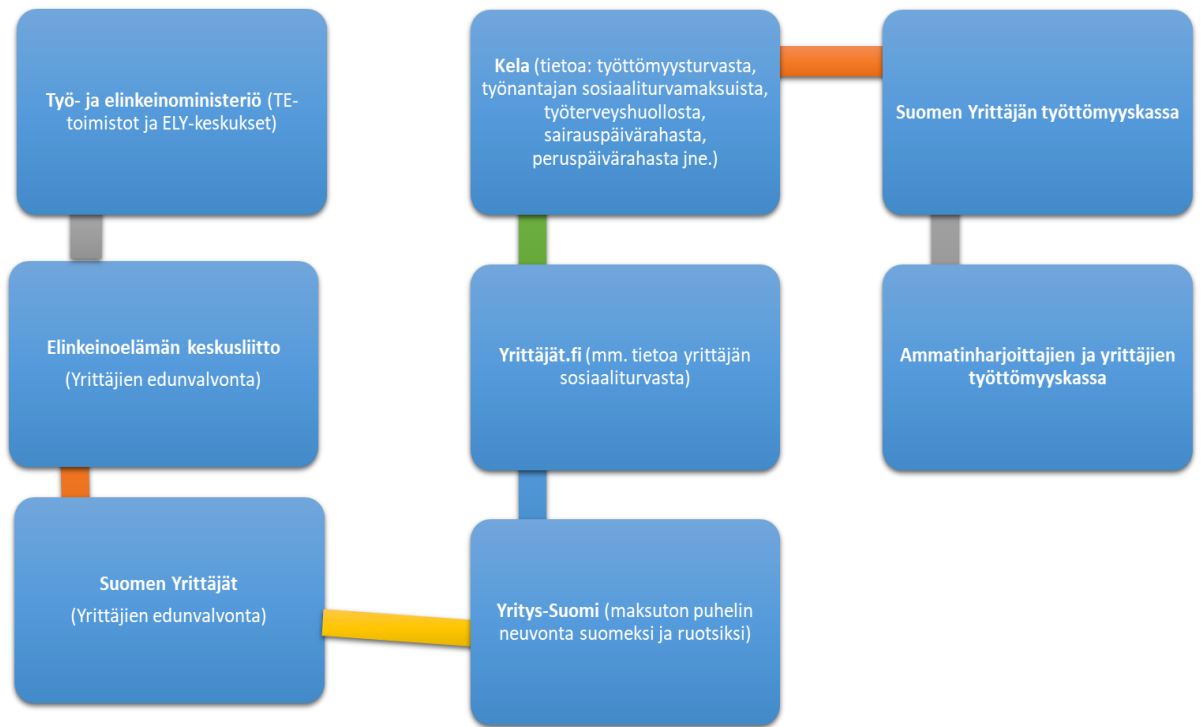 Työ- ja elinkeinoministeriö (TE-
toimistot ja ELY-keskukset)
Elinkeinoelämän keskusliitto
(Yrittäjien edunvalvonta)
Suomen Yrittäjät
(Yrittäjien edunvalvonta)
Yritys-Suomi (maksuton puhelin
neuvonta suomeksi ja ruotsiksi)
Yrittäjät.fi (mm. tietoa yrittäjän
sosiaaliturvasta)
Kela (tietoa: työttömyysturvasta,
työnantajan sosiaaliturvamaksuista,
työterveyshuollosta,
sairauspäivärahasta,
peruspäivärahasta jne.)
Suomen Yrittäjän työttömyyskassa
Ammatinharjoittajien ja yrittäjien
työttömyyskassa